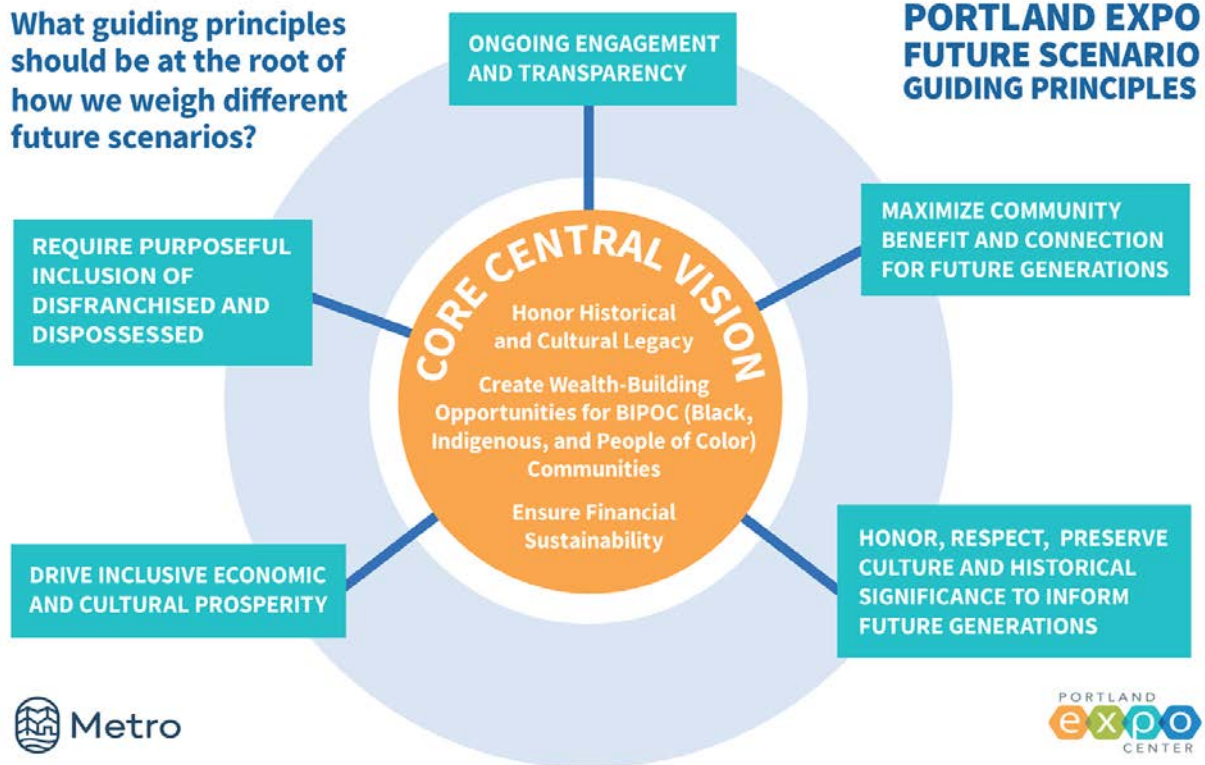 What guiding principles
should be at the root of
how we weigh different
future scenarios?
PORTLAND EXPO
FUTURE SCENARIO
GUIDING PRINCIPLES
ONGOING ENGAGEMENT
AND TRANSPARENCY
MAXIMIZE COMMUNITY
BENEFIT AND CONNECTION
FOR FUTURE GENERATIONS
REQUIRE PURPOSEFUL
INCLUSION OF
DISFRANCHISED AND
DISPOSSESSED
CORE CENTRAL VISION
Honor Historical
and Cultural Legacy
Create Wealth-Building
Opportunities for BIPOC (Black,
Indigenous, and People of Color)
Communities
Ensure Financial
Sustainability
DRIVE INCLUSIVE ECONOMIC
AND CULTURAL PROSPERITY
HONOR, RESPECT, PRESERVE
CULTURE AND HISTORICAL
SIGNIFICANCE TO INFORM
FUTURE GENERATIONS
Metro
PORTLAND
expo
CENTER